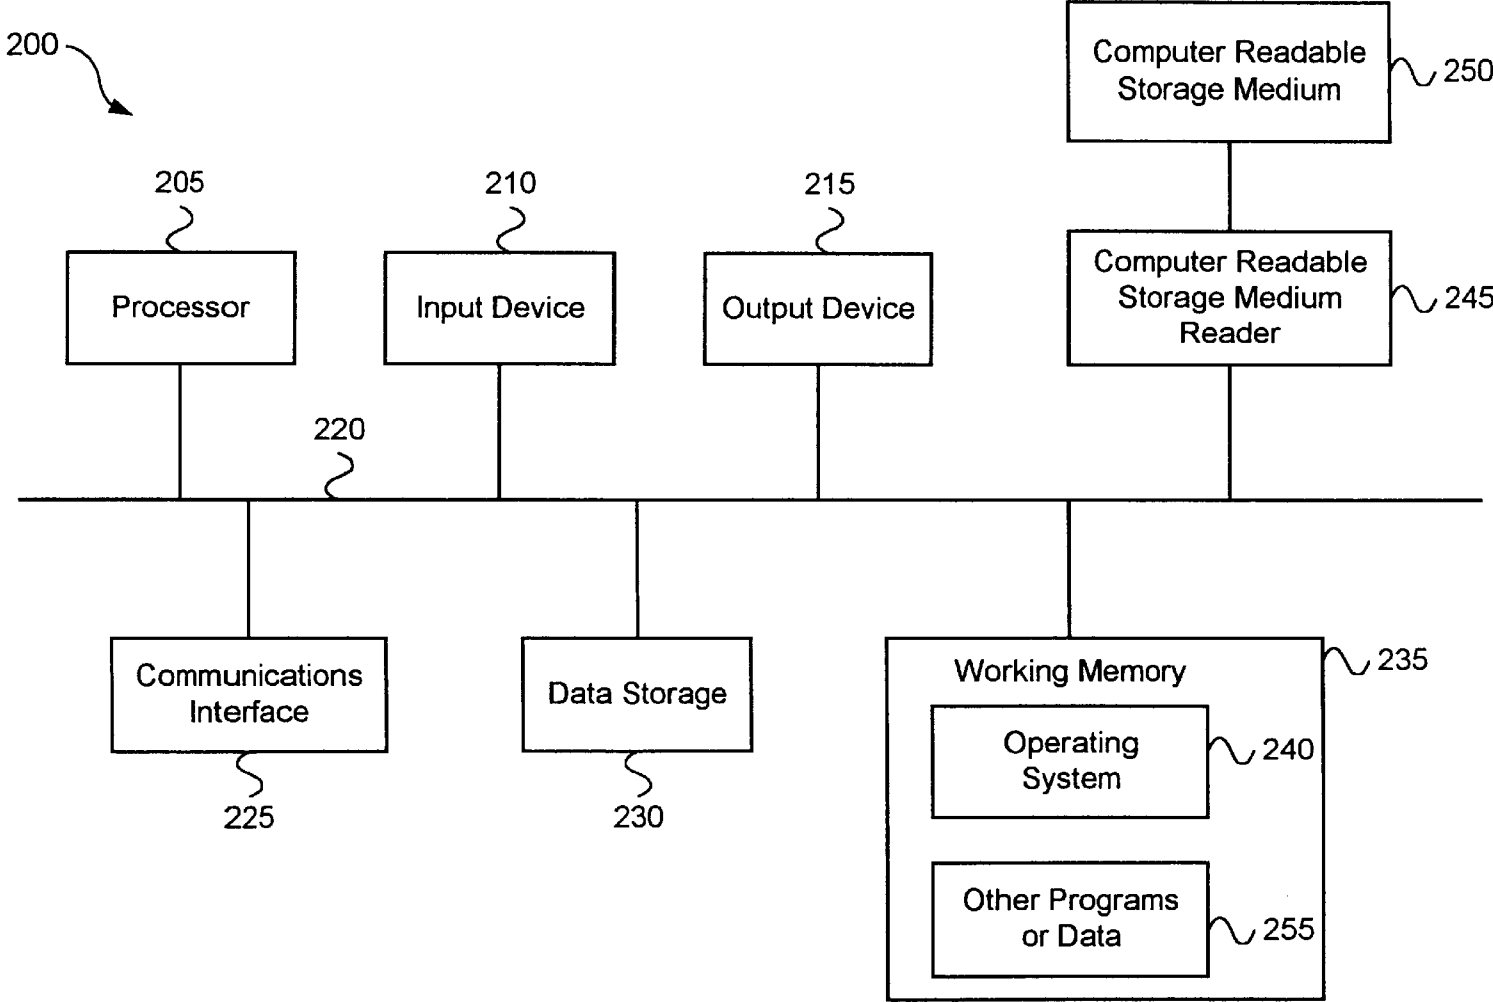 200
Computer Readable
Storage Medium
250
205
210
215
Processor
Input Device
Output Device
Computer Readable
Storage Medium
Reader
245
220
Communications
Interface
225
Data Storage
230
Working Memory
235
Operating
System
240
Other Programs
or Data
255